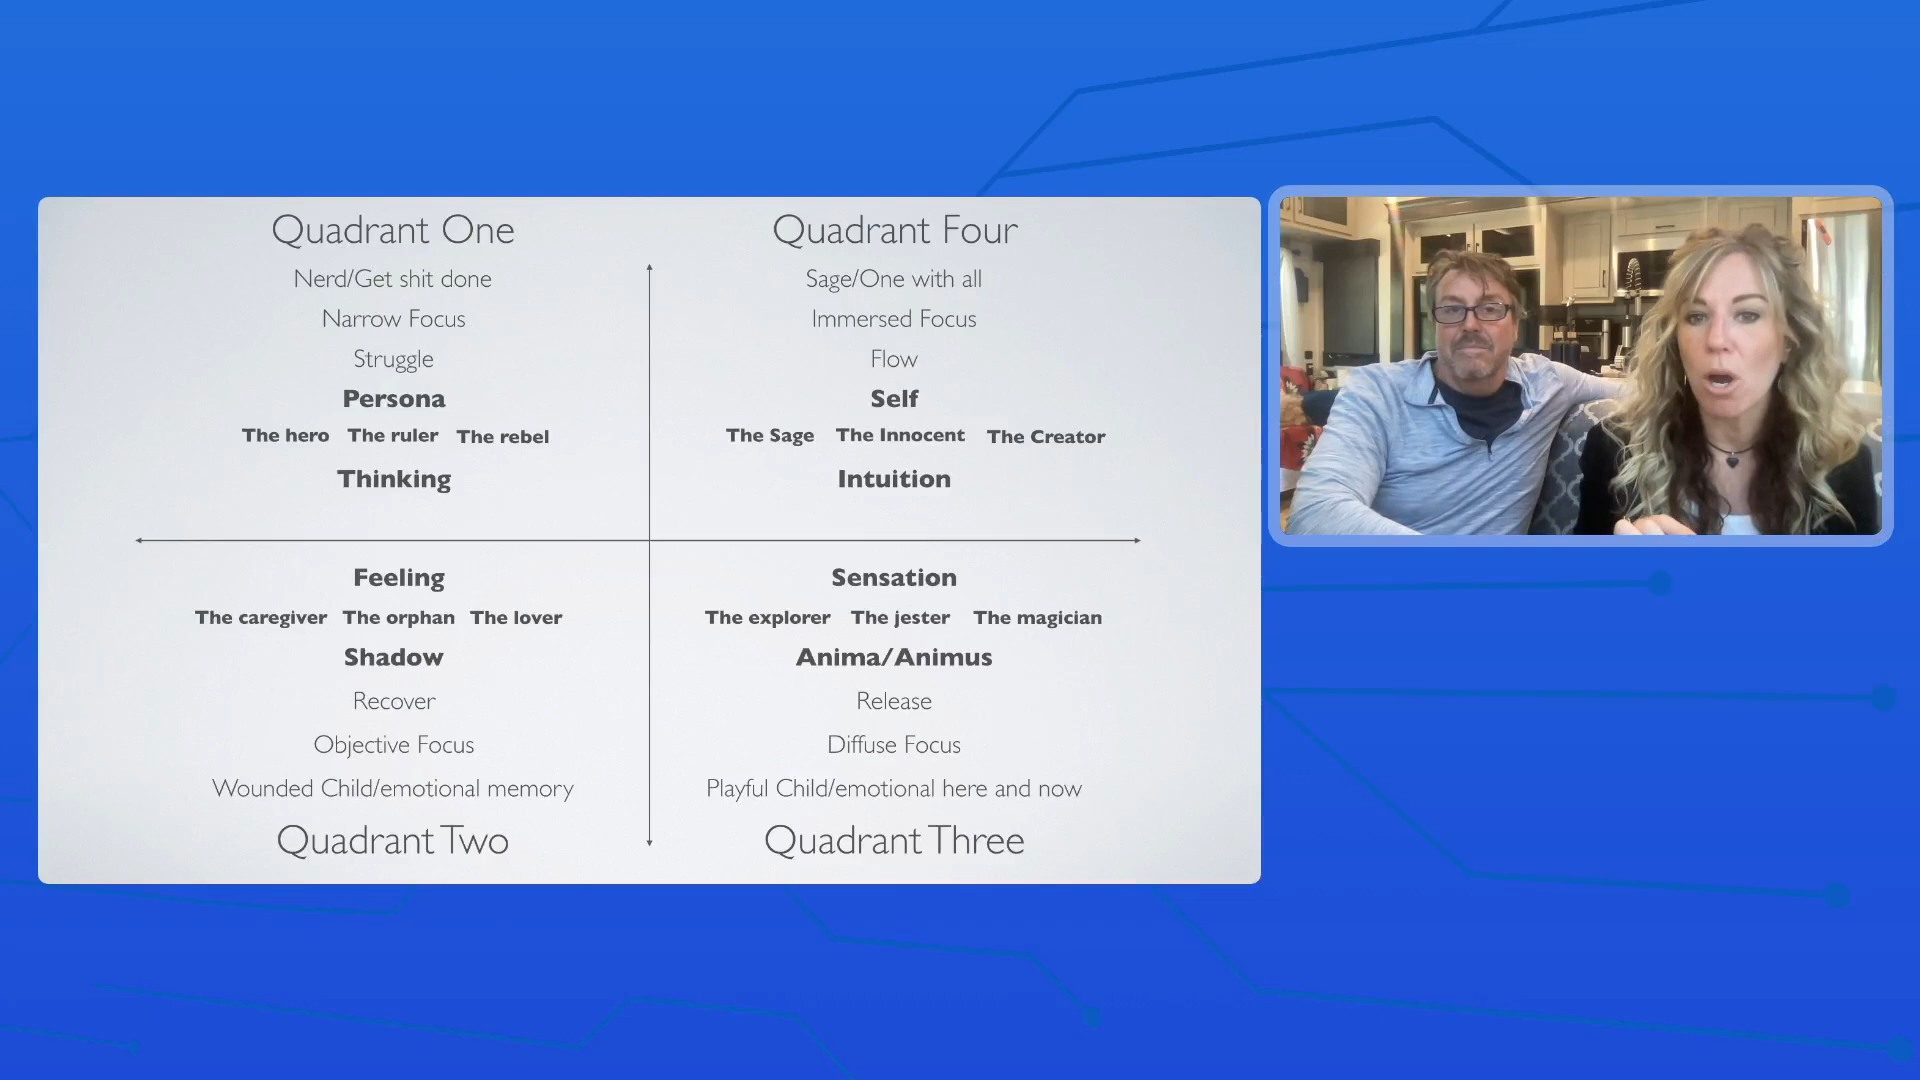 Quadrant One
Nerd/Get shit done
Narrow Focus
Struggle
Persona
The hero The ruler The rebel
Thinking
Quadrant Four
Sage/One with all
Immersed Focus
Flow
Self
The Sage The Innocent The Creator
Intuition
Feeling
The caregiver The orphan The lover
Shadow
Recover
Objective Focus
Wounded Child/emotional memory
Quadrant Two
Sensation
The explorer The jester The magician
Anima/Animus
Release
Diffuse Focus
Playful Child/emotional here and now
Quadrant Three